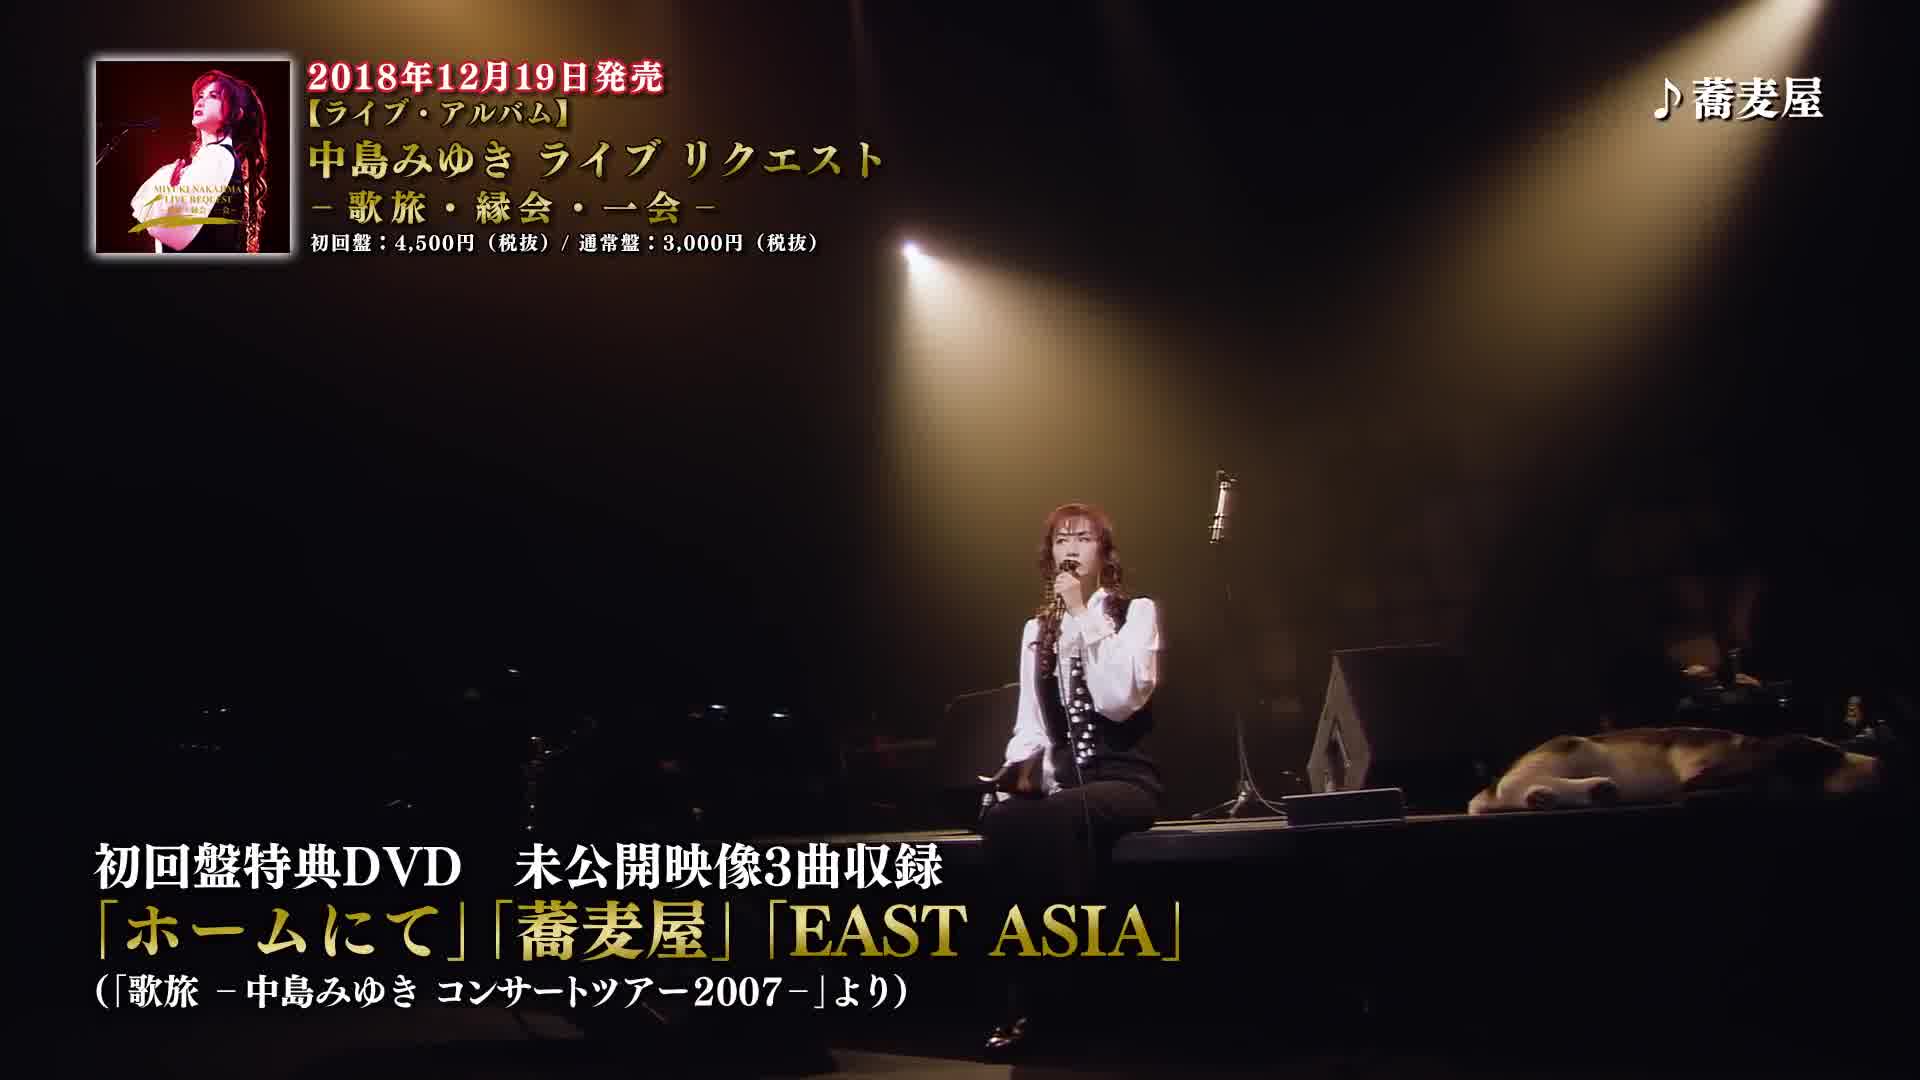 2018年12月19日発売
【ライブ・アルバム】
中島みゆき ライブ リクエスト
－歌旅・縁会・一会－
初回盤：4,500円（税抜）/ 通常盤：3,000円（税抜）
MIYUKI NAKAJIMA
LIVE REQUEST
♪蕎麦屋
初回盤特典DVD　未公開映像3曲収録
「ホームにて」「蕎麦屋」「EAST ASIA」
（「歌旅 －中島みゆき コンサートツアー2007－」より）